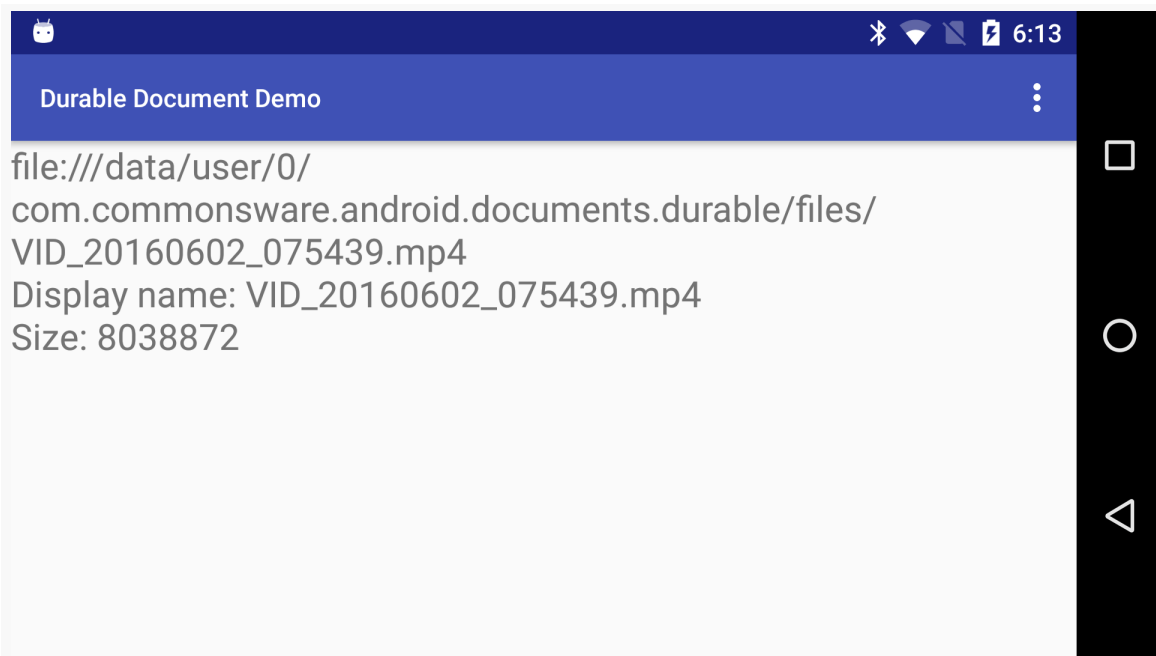 6:13
Durable Document Demo
file:///data/user/0/
com.commonsware.android.documents.durable/files/
VID_20160602_075439.mp4
Display name: VID_20160602_075439.mp4
Size: 8038872